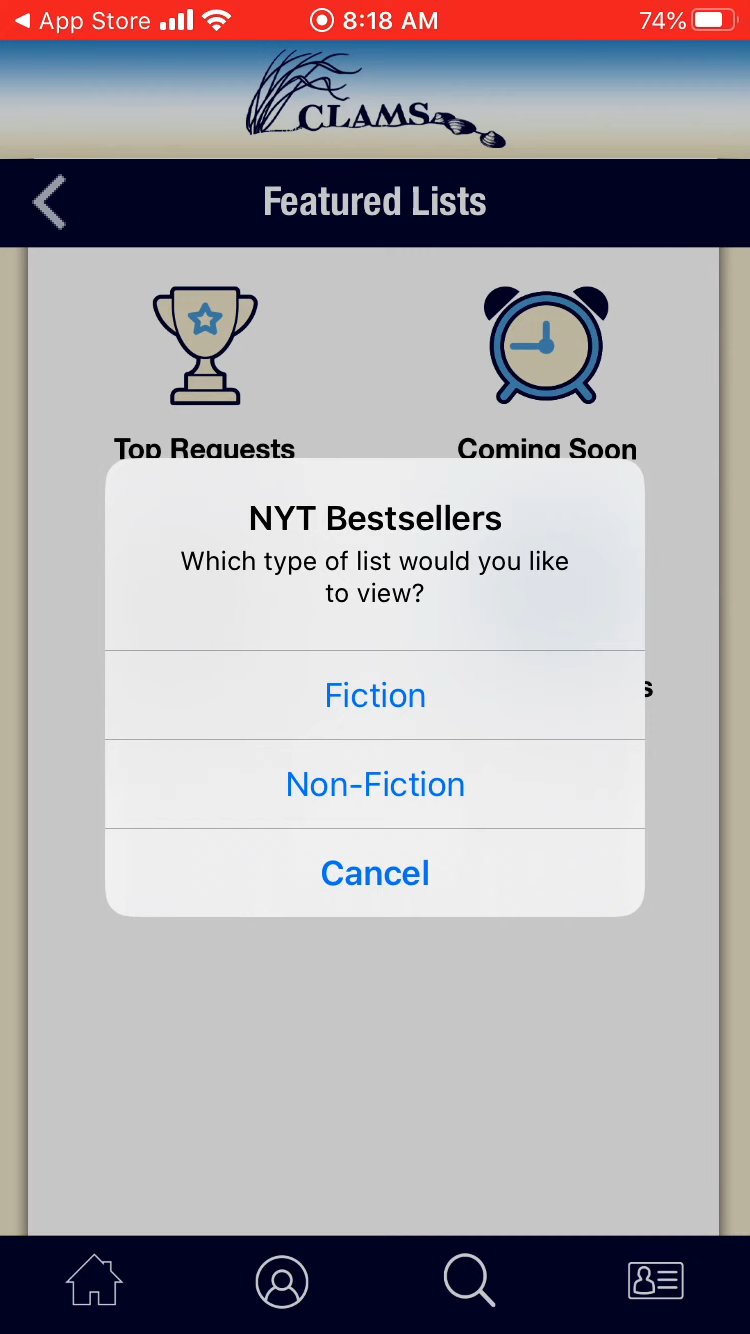 App Store
8:18 AM
74%
CLAMS
Featured Lists
Top Requests
Coming Soon
NYT Bestsellers
Which type of list would you like
to view?
Fiction
s
Non-Fiction
Cancel